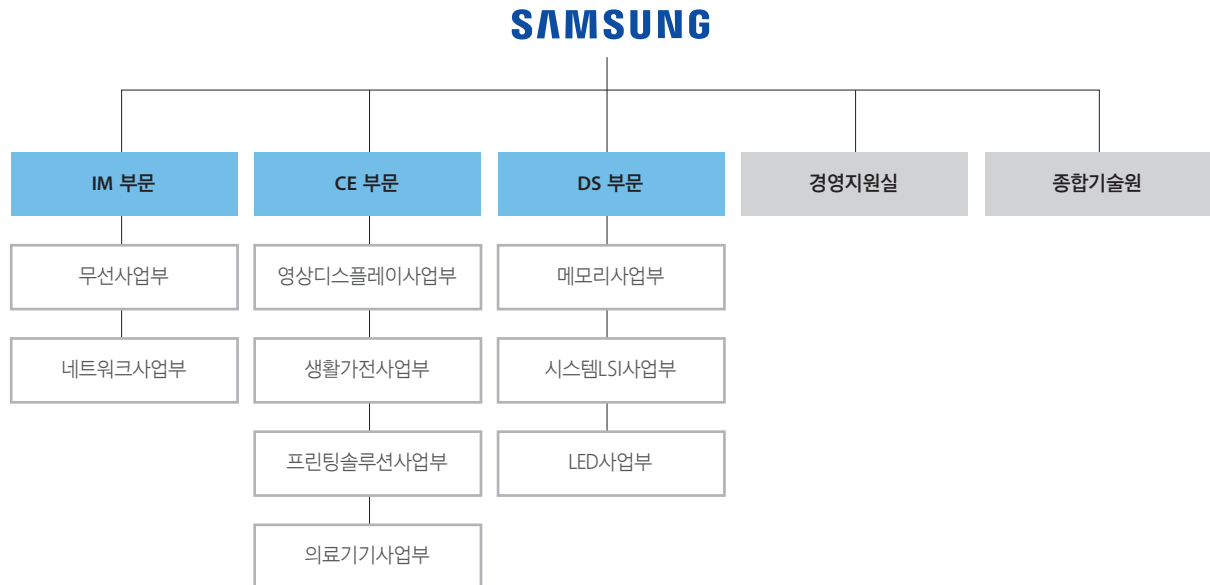 SAMSUNG
IM 부문
CE 부문
DS 부문
경영지원실
종합기술원
무선사업부
영상디스플레이사업부
메모리사업부
네트워크사업부
생활가전사업부
시스템LSI사업부
프린팅솔루션사업부
LED사업부
의료기기사업부